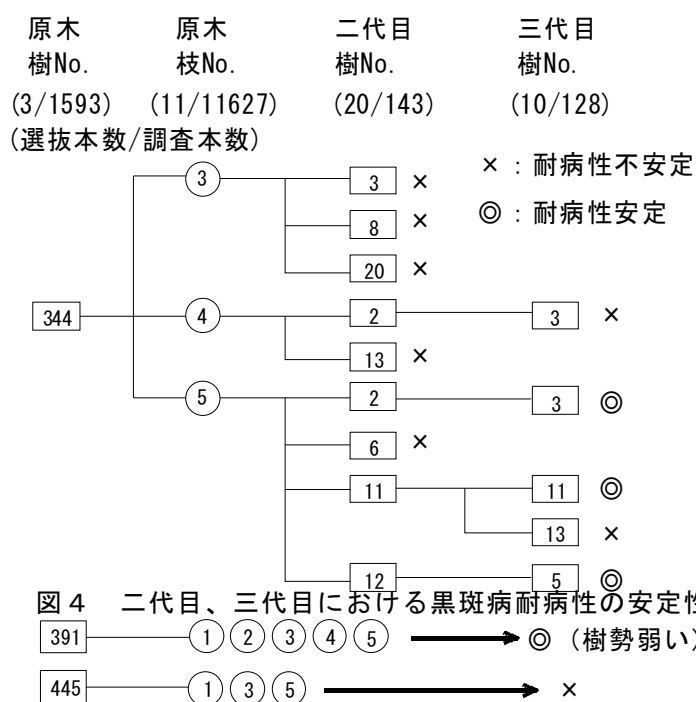 原木 原木 二代目 三代目
樹No. 枝No. 樹No. 樹No.
(3/1593) (11/11627) (20/143) (10/128)
(選抜本数/調査本数)
3 3 × ×：耐病性不安定
8 × ◎：耐病性安定
20 ×
344 4 2 3 ×
13 ×
5 2 3 ◎
6 ×
11 11 ◎
13 ×
12 5 ◎
図４ 二代目、三代目における黒斑病耐病性の安定性
391 1 2 3 4 5 ◎（樹勢弱い）
445 1 3 5 ×